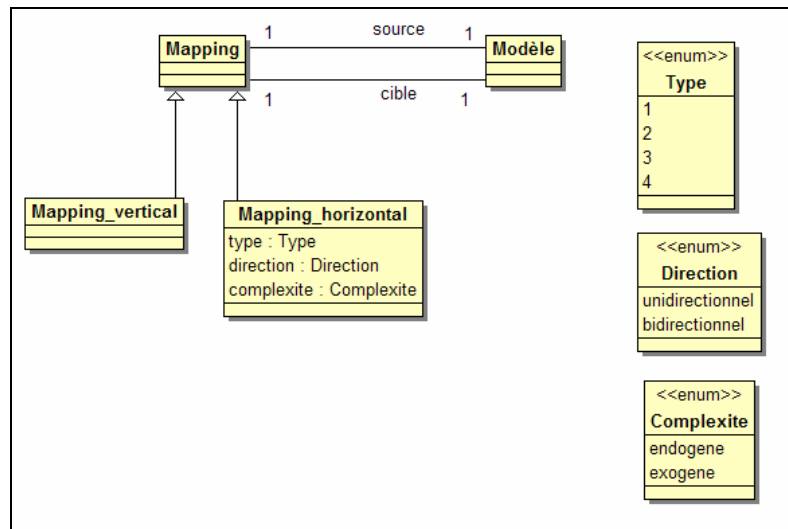 1 source 1
Mapping
Modèle
1 cible 1
Mapping_vertical
Mapping_horizontal
type : Type
direction : Direction
complexite : Complexite
<<enum>>
Type
1
2
3
4
<<enum>>
Direction
unidirectionnel
bidirectionnel
<<enum>>
Complexite
endogene
exogene